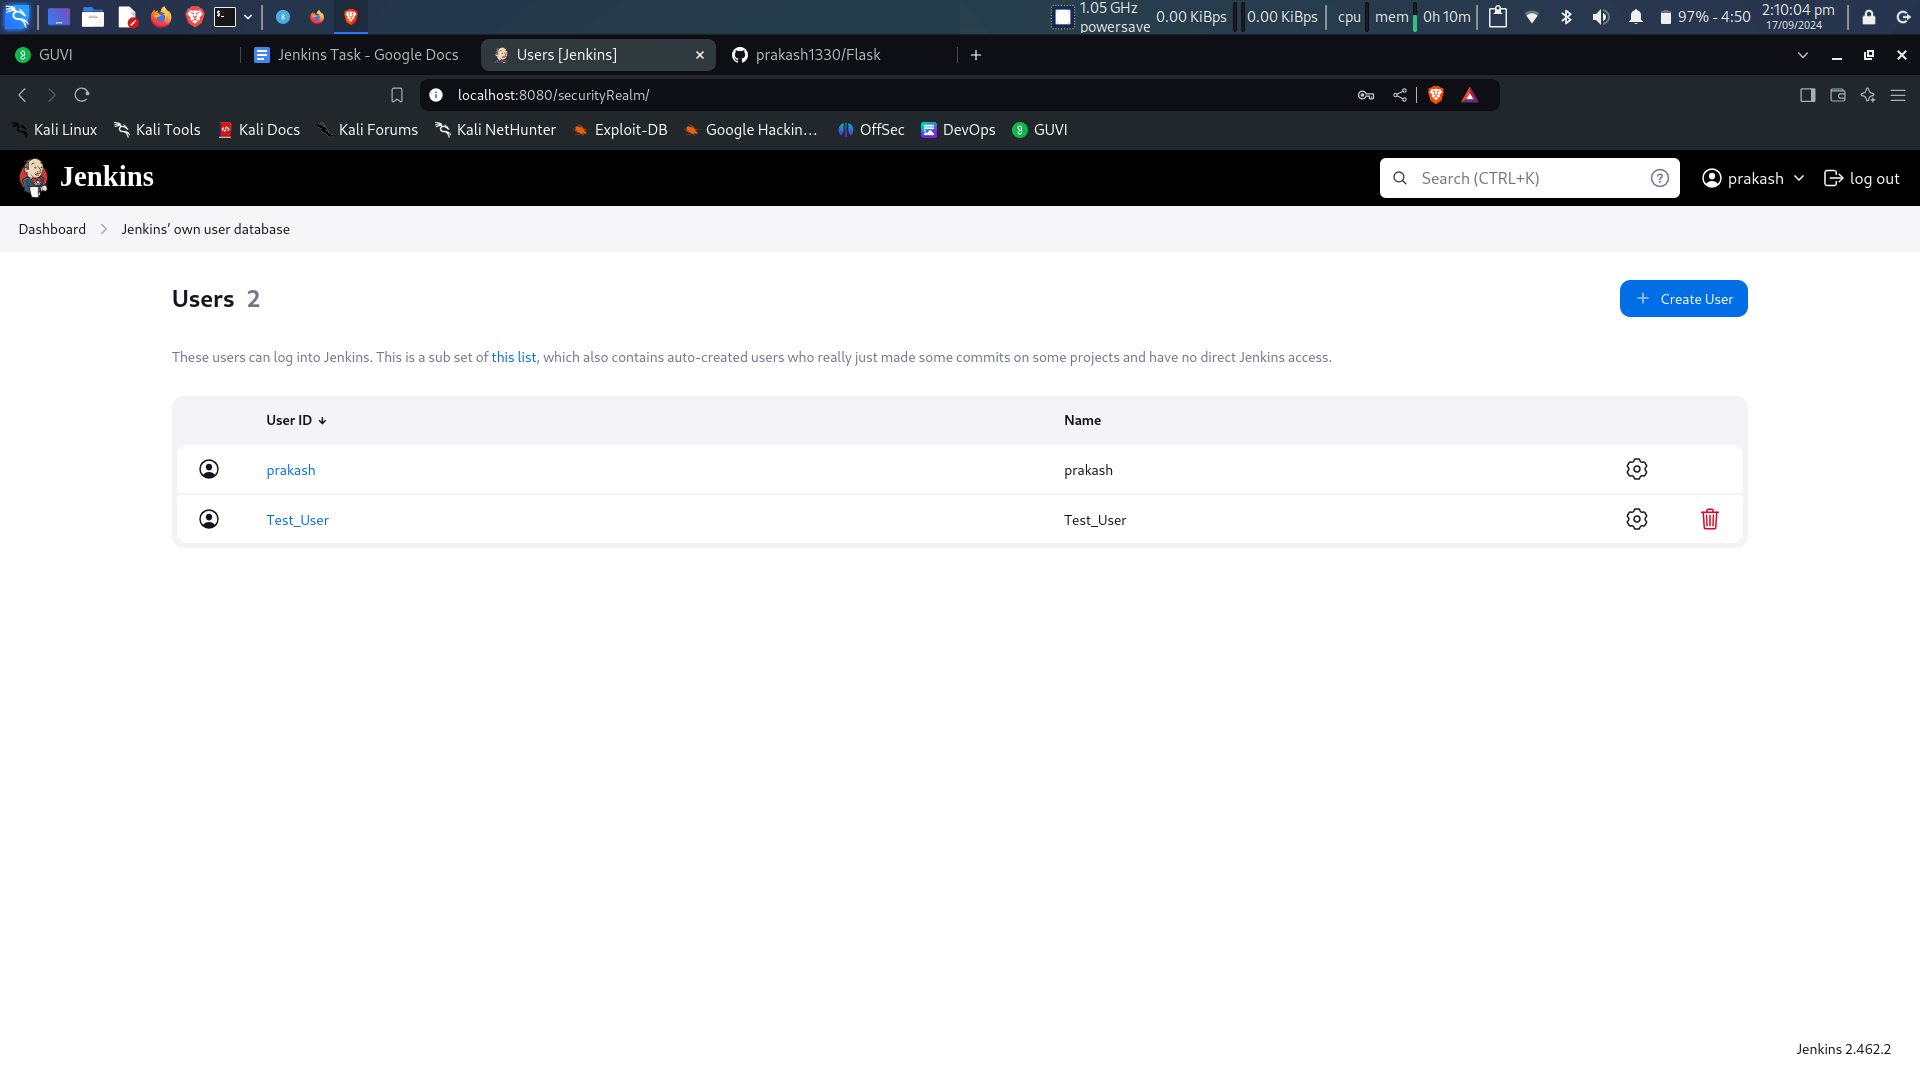 1.05 GHz
powersave
0.00 KiBps
0.00 KiBps
cpu
mem
0h 10m
97% - 4:50
2:10:04 pm
17/09/2024
GUVI
Jenkins Task - Google Docs
Users [Jenkins]
prakash1330/Flask
localhost:8080/securityRealm/
Kali Linux
Kali Tools
Kali Docs
Kali Forums
Kali NetHunter
Exploit-DB
Google Hackin…
OffSec
DevOps
GUVI
Jenkins
Search (CTRL+K)
prakash
log out
Dashboard
Jenkins’ own user database
Users 2
Create User
These users can log into Jenkins. This is a sub set of this list, which also contains auto-created users who really just made some commits on some projects and have no direct Jenkins access.
User ID ↓
Name
prakash
prakash
Test_User
Test_User
Jenkins 2.462.2